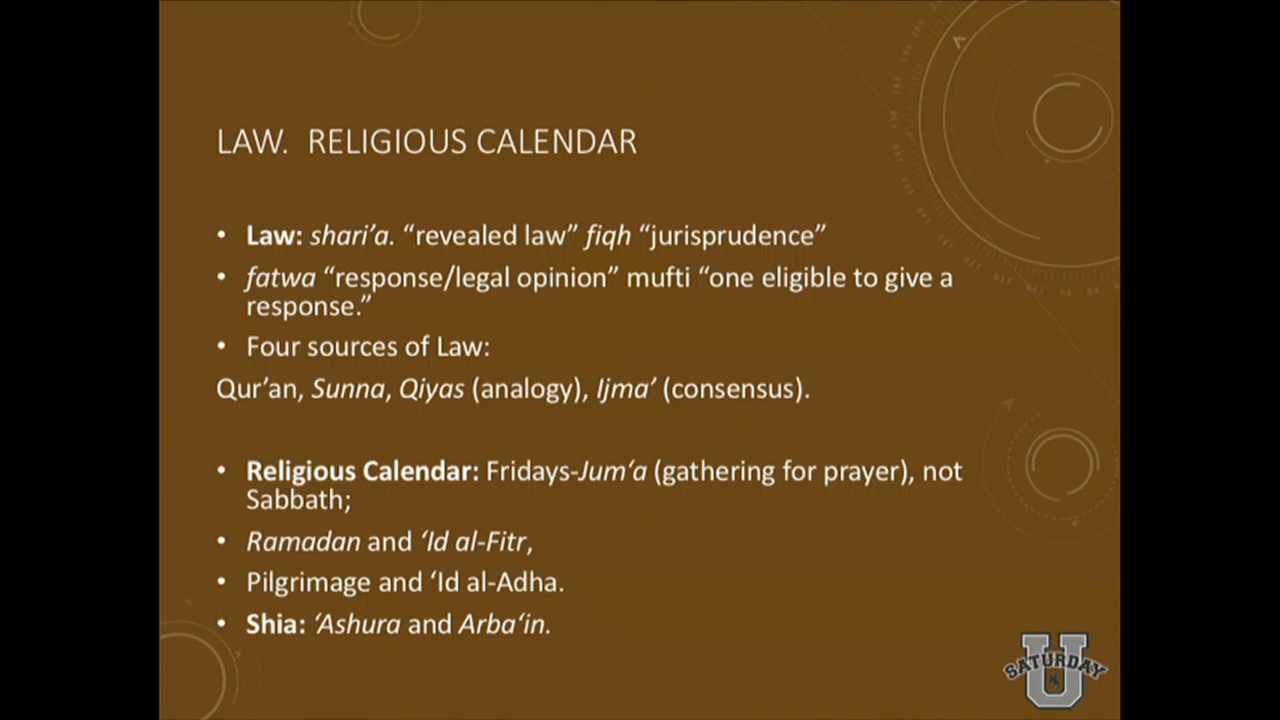 LAW. RELIGIOUS CALENDAR
• Law: shari’a. “revealed law” fiqh “jurisprudence”
• fatwa “response/legal opinion” mufti “one eligible to give a
response.”
• Four sources of Law:
Qur’an, Sunna, Qiyas (analogy), Ijma’ (consensus).
• Religious Calendar: Fridays-Jum‘a (gathering for prayer), not
Sabbath;
• Ramadan and ‘Id al-Fitr,
• Pilgrimage and ‘Id al-Adha.
• Shia: ‘Ashura and Arba‘in.
SATURDAY
U